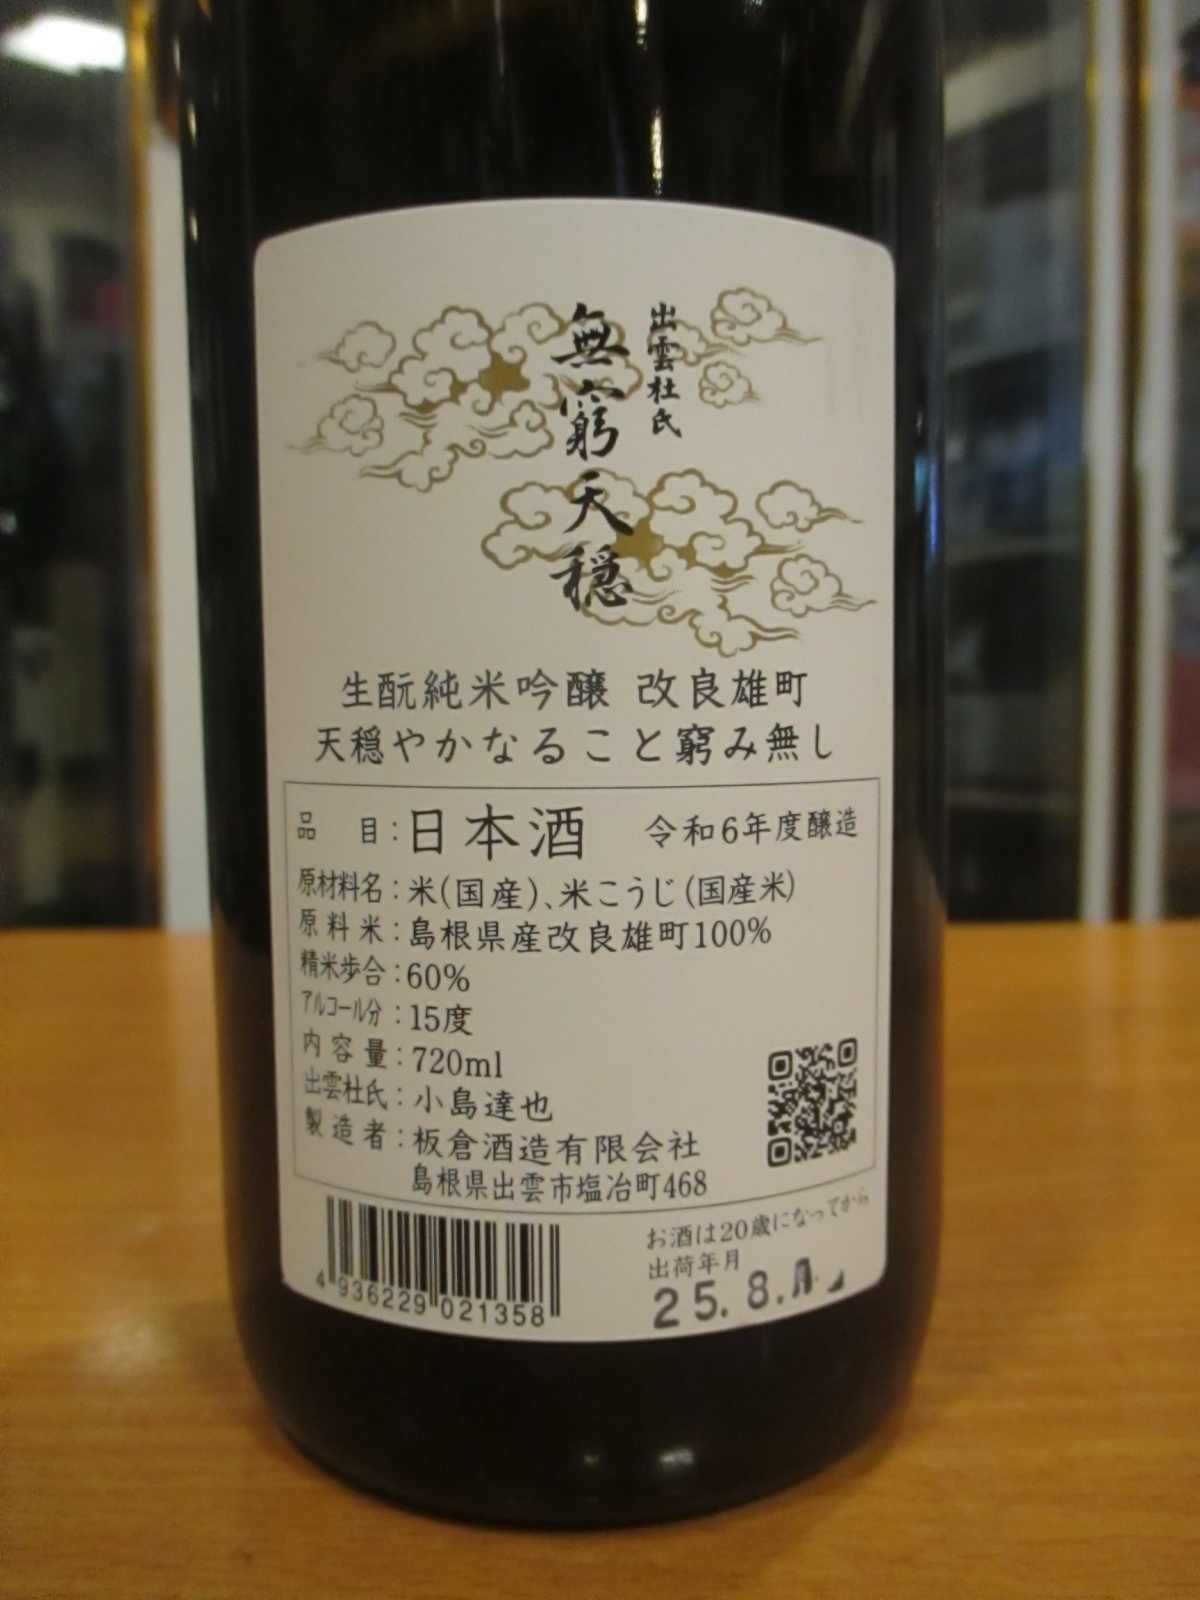 出雲杜氏
無窮天穏
生酛純米吟醸 改良雄町
天穏やかなること窮み無し
品 目:日本酒 令和6年度醸造
原材料名:米(国産)、米こうじ(国産米)
原料米:島根県産改良雄町100%
精米歩合:60%
アルコール分:15度
内容量:720ml
出雲杜氏:小島達也
製造者:板倉酒造有限会社
島根県出雲市塩冶町468
お酒は20歳になってから
出荷年月
25.8.
4 936229 021358